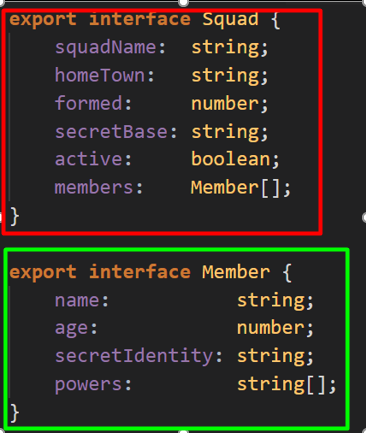 export interface Squad {
    squadName:  string;
    homeTown:   string;
    formed:     number;
    secretBase: string;
    active:     boolean;
    members:    Member[];
}
export interface Member {
    name:           string;
    age:            number;
    secretIdentity: string;
    powers:         string[];
}